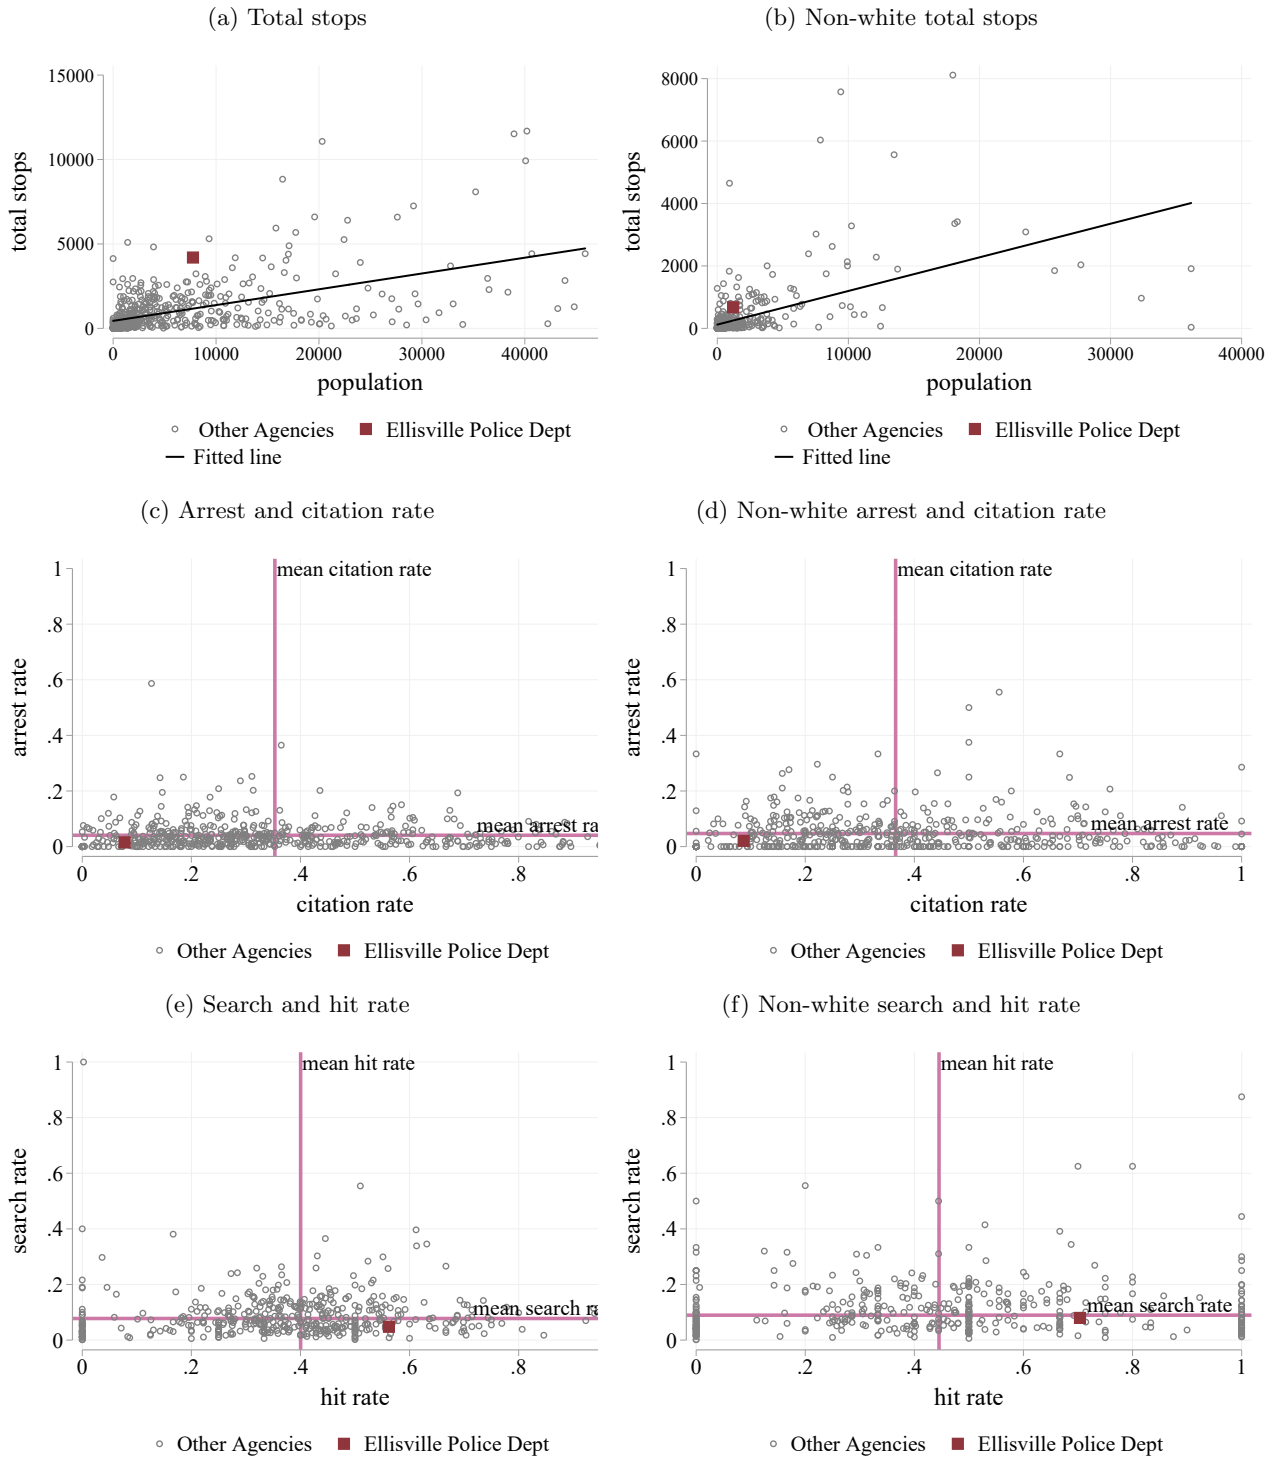 (a) Total stops
15000
10000
5000
0
total stops
0 10000 20000 30000 40000
population
Other Agencies Ellisville Police Dept
Fitted line
(b) Non-white total stops
8000
6000
4000
2000
0
total stops
0 10000 20000 30000 40000
population
Other Agencies Ellisville Police Dept
Fitted line
(c) Arrest and citation rate
1
.8
.6
.4
.2
0
arrest rate
mean citation rate
mean arrest ra
0 .2 .4 .6 .8
citation rate
Other Agencies Ellisville Police Dept
(d) Non-white arrest and citation rate
1
.8
.6
.4
.2
0
arrest rate
mean citation rate
mean arrest rate
0 .2 .4 .6 .8 1
citation rate
Other Agencies Ellisville Police Dept
(e) Search and hit rate
1
.8
.6
.4
.2
0
search rate
mean hit rate
mean search ra
0 .2 .4 .6 .8
hit rate
Other Agencies Ellisville Police Dept
(f) Non-white search and hit rate
1
.8
.6
.4
.2
0
search rate
mean hit rate
mean search rate
0 .2 .4 .6 .8 1
hit rate
Other Agencies Ellisville Police Dept